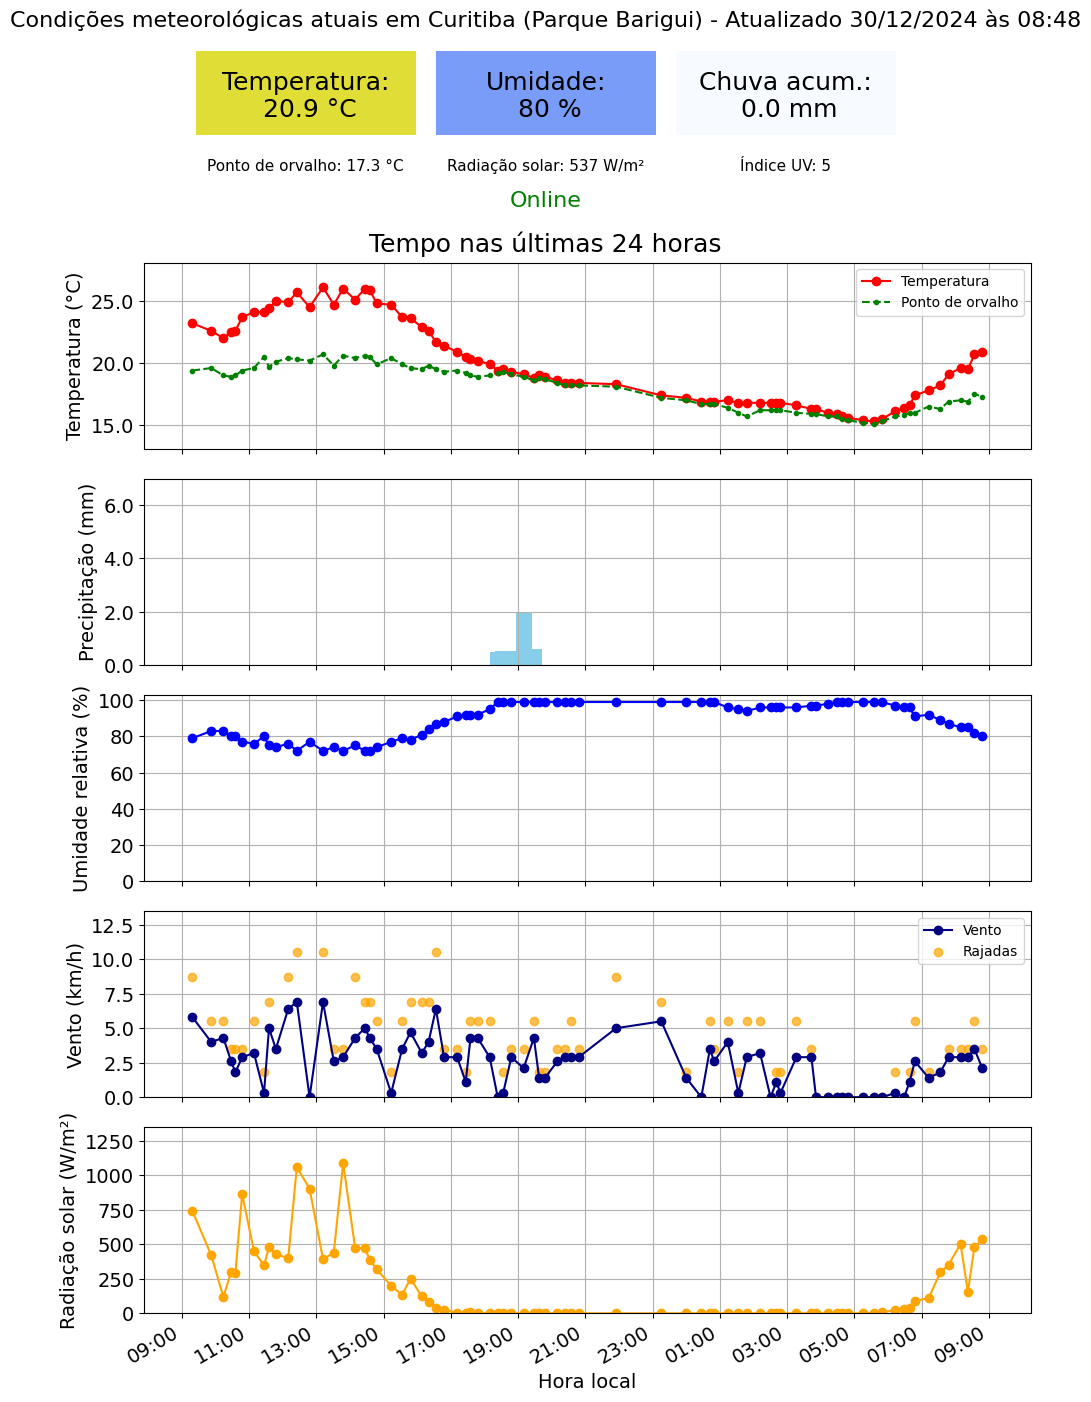 Condições meteorológicas atuais em Curitiba (Parque Barigui) - Atualizado 30/12/2024 às 08:48
Temperatura:
20.9 °C
Umidade:
80 %
Chuva acum.:
0.0 mm
Ponto de orvalho: 17.3 °C
Radiação solar: 537 W/m²
Índice UV: 5
Online
Tempo nas últimas 24 horas
Temperatura (°C)
25.0
20.0
15.0
Temperatura
Ponto de orvalho
Precipitação (mm)
6.0
4.0
2.0
0.0
Umidade relativa (%)
100
80
60
40
20
0
Vento (km/h)
12.5
10.0
7.5
5.0
2.5
0.0
Vento
Rajadas
Radiação solar (W/m²)
1250
1000
750
500
250
0
09:00
11:00
13:00
15:00
17:00
19:00
21:00
23:00
01:00
03:00
05:00
07:00
09:00
Hora local